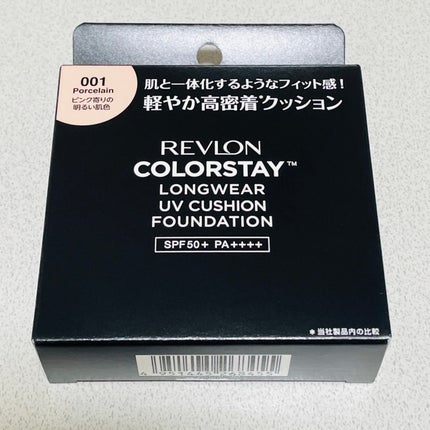 001
Porcelain
ピンク寄りの
明るい肌色
肌と一体化するようなフィット感！
軽やか高密着*クッション
REVLON
COLORSTAY™
LONGWEAR
UV CUSHION
FOUNDATION
SPF50+ PA++++
*当社製品内の比較